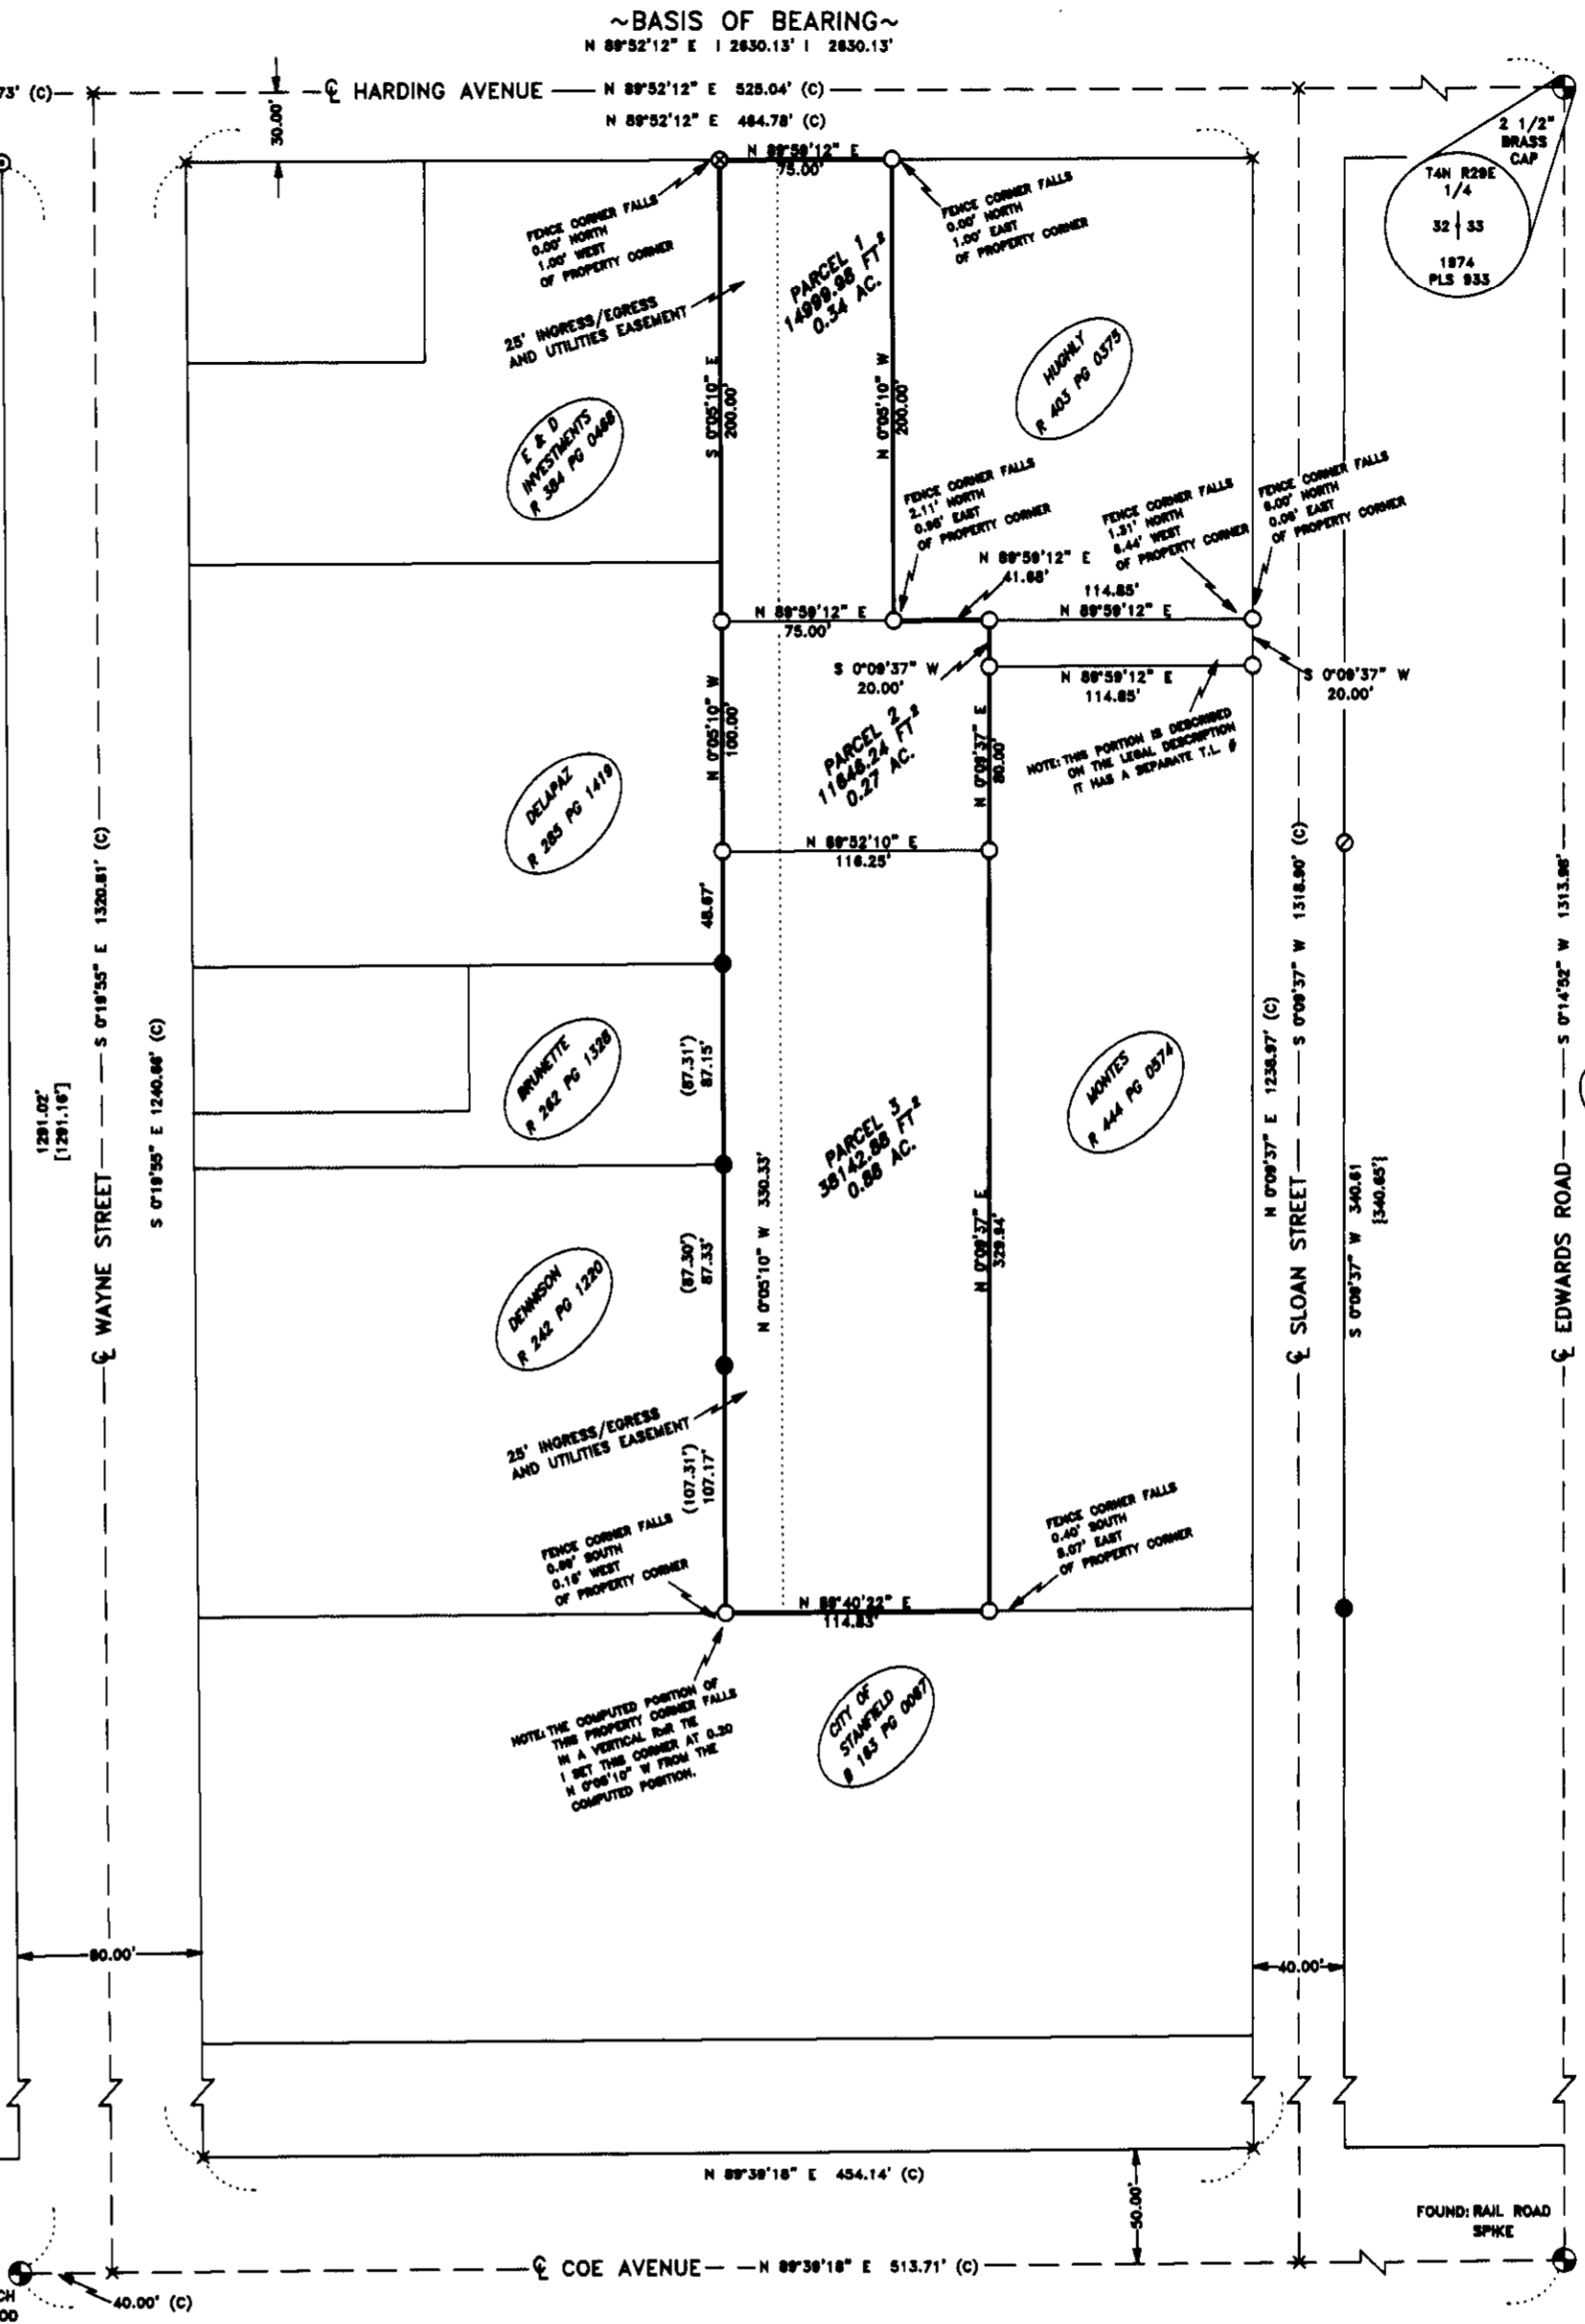 ~BASIS OF BEARING~
N 89°52'12" E | 2630.13' | 2630.13'
73' (C)
℄ HARDING AVENUE
N 89°52'12" E 525.04' (C)
N 89°52'12" E 464.78' (C)
30.00'
2 1/2"
BRASS
CAP
T4N R29E
1/4
32 33
1974
PLS 933
N 89°59'12" E
75.00'
FENCE CORNER FALLS
0.00' NORTH
1.00' WEST
OF PROPERTY CORNER
FENCE CORNER FALLS
0.00' NORTH
1.00' EAST
OF PROPERTY CORNER
25' INGRESS/EGRESS
AND UTILITIES EASEMENT
PARCEL 1
14999.98 FT²
0.34 AC.
S 0°05'10" E
200.00'
N 0°05'10" W
200.00'
HUGHLY
R 403 PG 0375
E & D
INVESTMENTS
R 384 PG 0468
FENCE CORNER FALLS
2.11' NORTH
0.96' EAST
OF PROPERTY CORNER
FENCE CORNER FALLS
1.31' NORTH
6.44' WEST
OF PROPERTY CORNER
FENCE CORNER FALLS
6.00' NORTH
0.06' EAST
OF PROPERTY CORNER
N 89°59'12" E
41.68'
114.85'
N 89°59'12" E
N 89°59'12" E
75.00'
S 0°09'37" W
20.00'
N 89°59'12" E
114.85'
S 0°09'37" W
20.00'
NOTE: THIS PORTION IS DESCRIBED
ON THE LEGAL DESCRIPTION
IT HAS A SEPARATE T.L. #
N 0°05'10" W
100.00'
PARCEL 2
11646.24 FT²
0.27 AC.
N 0°09'37" E
80.00'
DELAPAZ
R 285 PG 1419
N 89°52'10" E
116.25'
48.67'
S 0°19'55" E 1320.81' (C)
℄ WAYNE STREET
S 0°19'55" E 1240.66' (C)
1291.02'
[1291.16']
BRUNETTE
R 262 PG 1328
(87.31')
87.15'
PARCEL 3
38142.88 FT²
0.88 AC.
MONTES
R 444 PG 0574
N 0°09'37" E 1238.97' (C)
S 0°09'37" W 1318.90' (C)
℄ SLOAN STREET
S 0°09'37" W 340.61
[340.65']
S 0°14'52" W 1313.98'
℄ EDWARDS ROAD
DENNISON
R 242 PG 1220
(87.30')
87.33'
N 0°05'10" W 330.33'
N 0°09'37" E
329.94'
25' INGRESS/EGRESS
AND UTILITIES EASEMENT
(107.31')
107.17'
FENCE CORNER FALLS
SOUTH
0.18' WEST
OF PROPERTY CORNER
FENCE CORNER FALLS
0.40' SOUTH
8.07' EAST
OF PROPERTY CORNER
N 89°40'22" E
114.83'
NOTE: THE COMPUTED POSITION OF
THIS PROPERTY CORNER FALLS
IN A VERTICAL R&R TIE
I SET THIS CORNER AT 0.20
W FROM THE
COMPUTED POSITION.
CITY OF
STANFIELD
183 PG 0087
40.00'
N 89°39'18" E 454.14' (C)
50.00'
FOUND: RAIL ROAD
SPIKE
℄ COE AVENUE
N 89°39'18" E 513.71' (C)
40.00' (C)
CH
OD